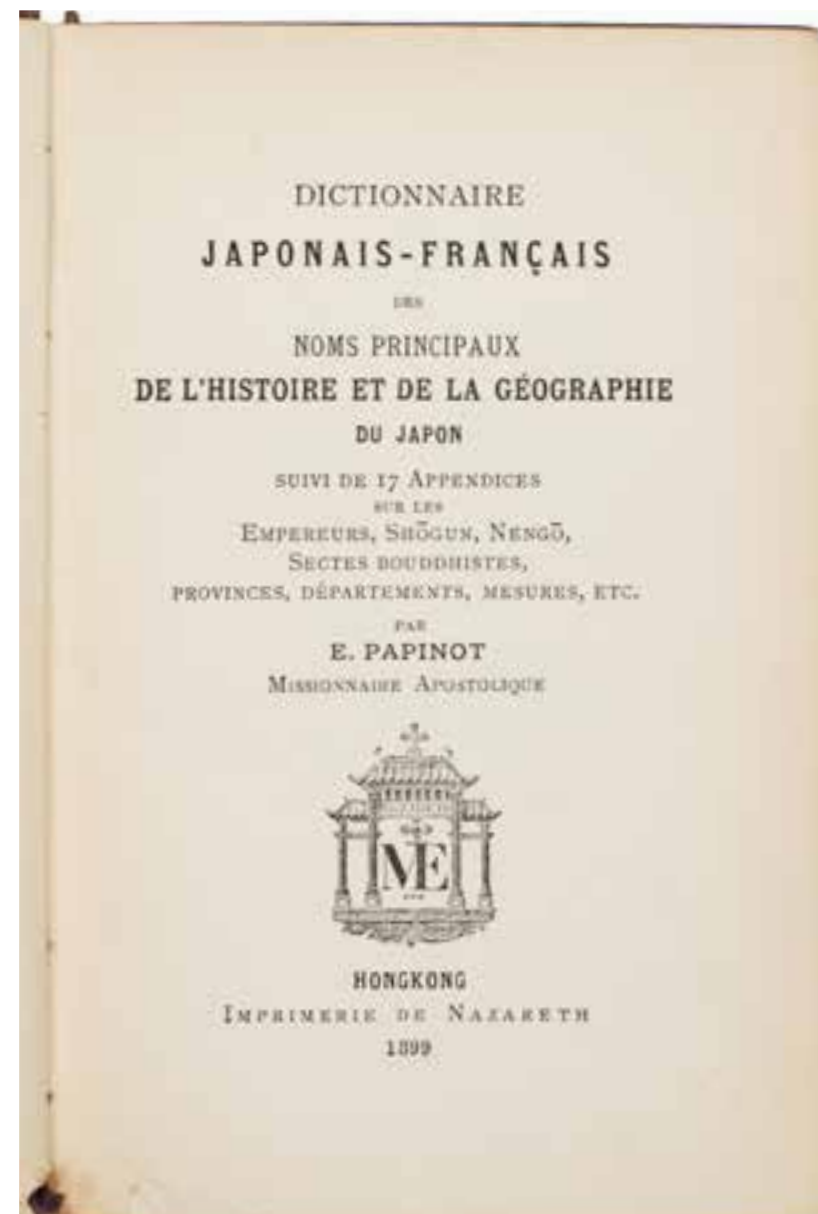 DICTIONNAIRE
JAPONAIS-FRANÇAIS
DES
NOMS PRINCIPAUX
DE L'HISTOIRE ET DE LA GÉOGRAPHIE
DU JAPON
SUIVI DE 17 APPENDICES
SUR LES
EMPEREURS, SHŌGUN, NENGŌ,
SECTES BOUDDHISTES,
PROVINCES, DÉPARTEMENTS, MESURES, ETC.
PAR
E. PAPINOT
MISSIONNAIRE APOSTOLIQUE
ME
HONGKONG
IMPRIMERIE DE NAZARETH
1899